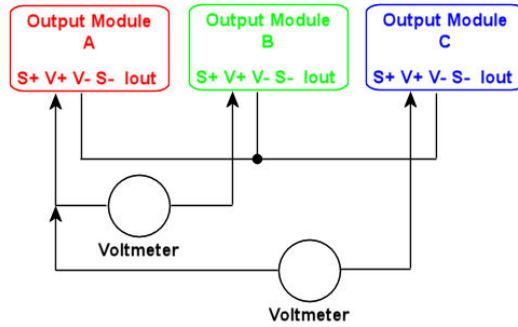 Output Module
A
S+ V+ V- S- Iout
Output Module
B
S+ V+ V- S- Iout
Output Module
C
S+ V+ V- S- Iout
Voltmeter
Voltmeter